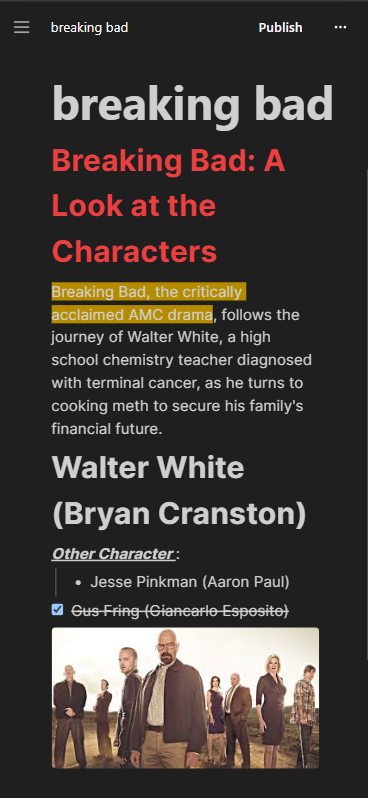 breaking bad
Publish
breaking bad
Breaking Bad: A
Look at the
Characters
Breaking Bad, the critically
acclaimed AMC drama, follows the
journey of Walter White, a high
school chemistry teacher diagnosed
with terminal cancer, as he turns to
cooking meth to secure his family's
financial future.
Walter White
(Bryan Cranston)
Other Character :
Jesse Pinkman (Aaron Paul)
Gus Fring (Giancarlo Esposito)